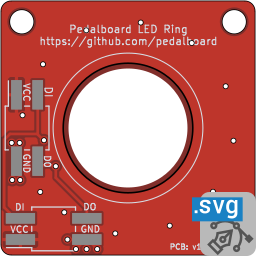 Pedalboard LED Ring
https://github.com/pedalboard
DI
VCC
DO
GND
DI
DO
VCC
GND
PCB: v1
.svg